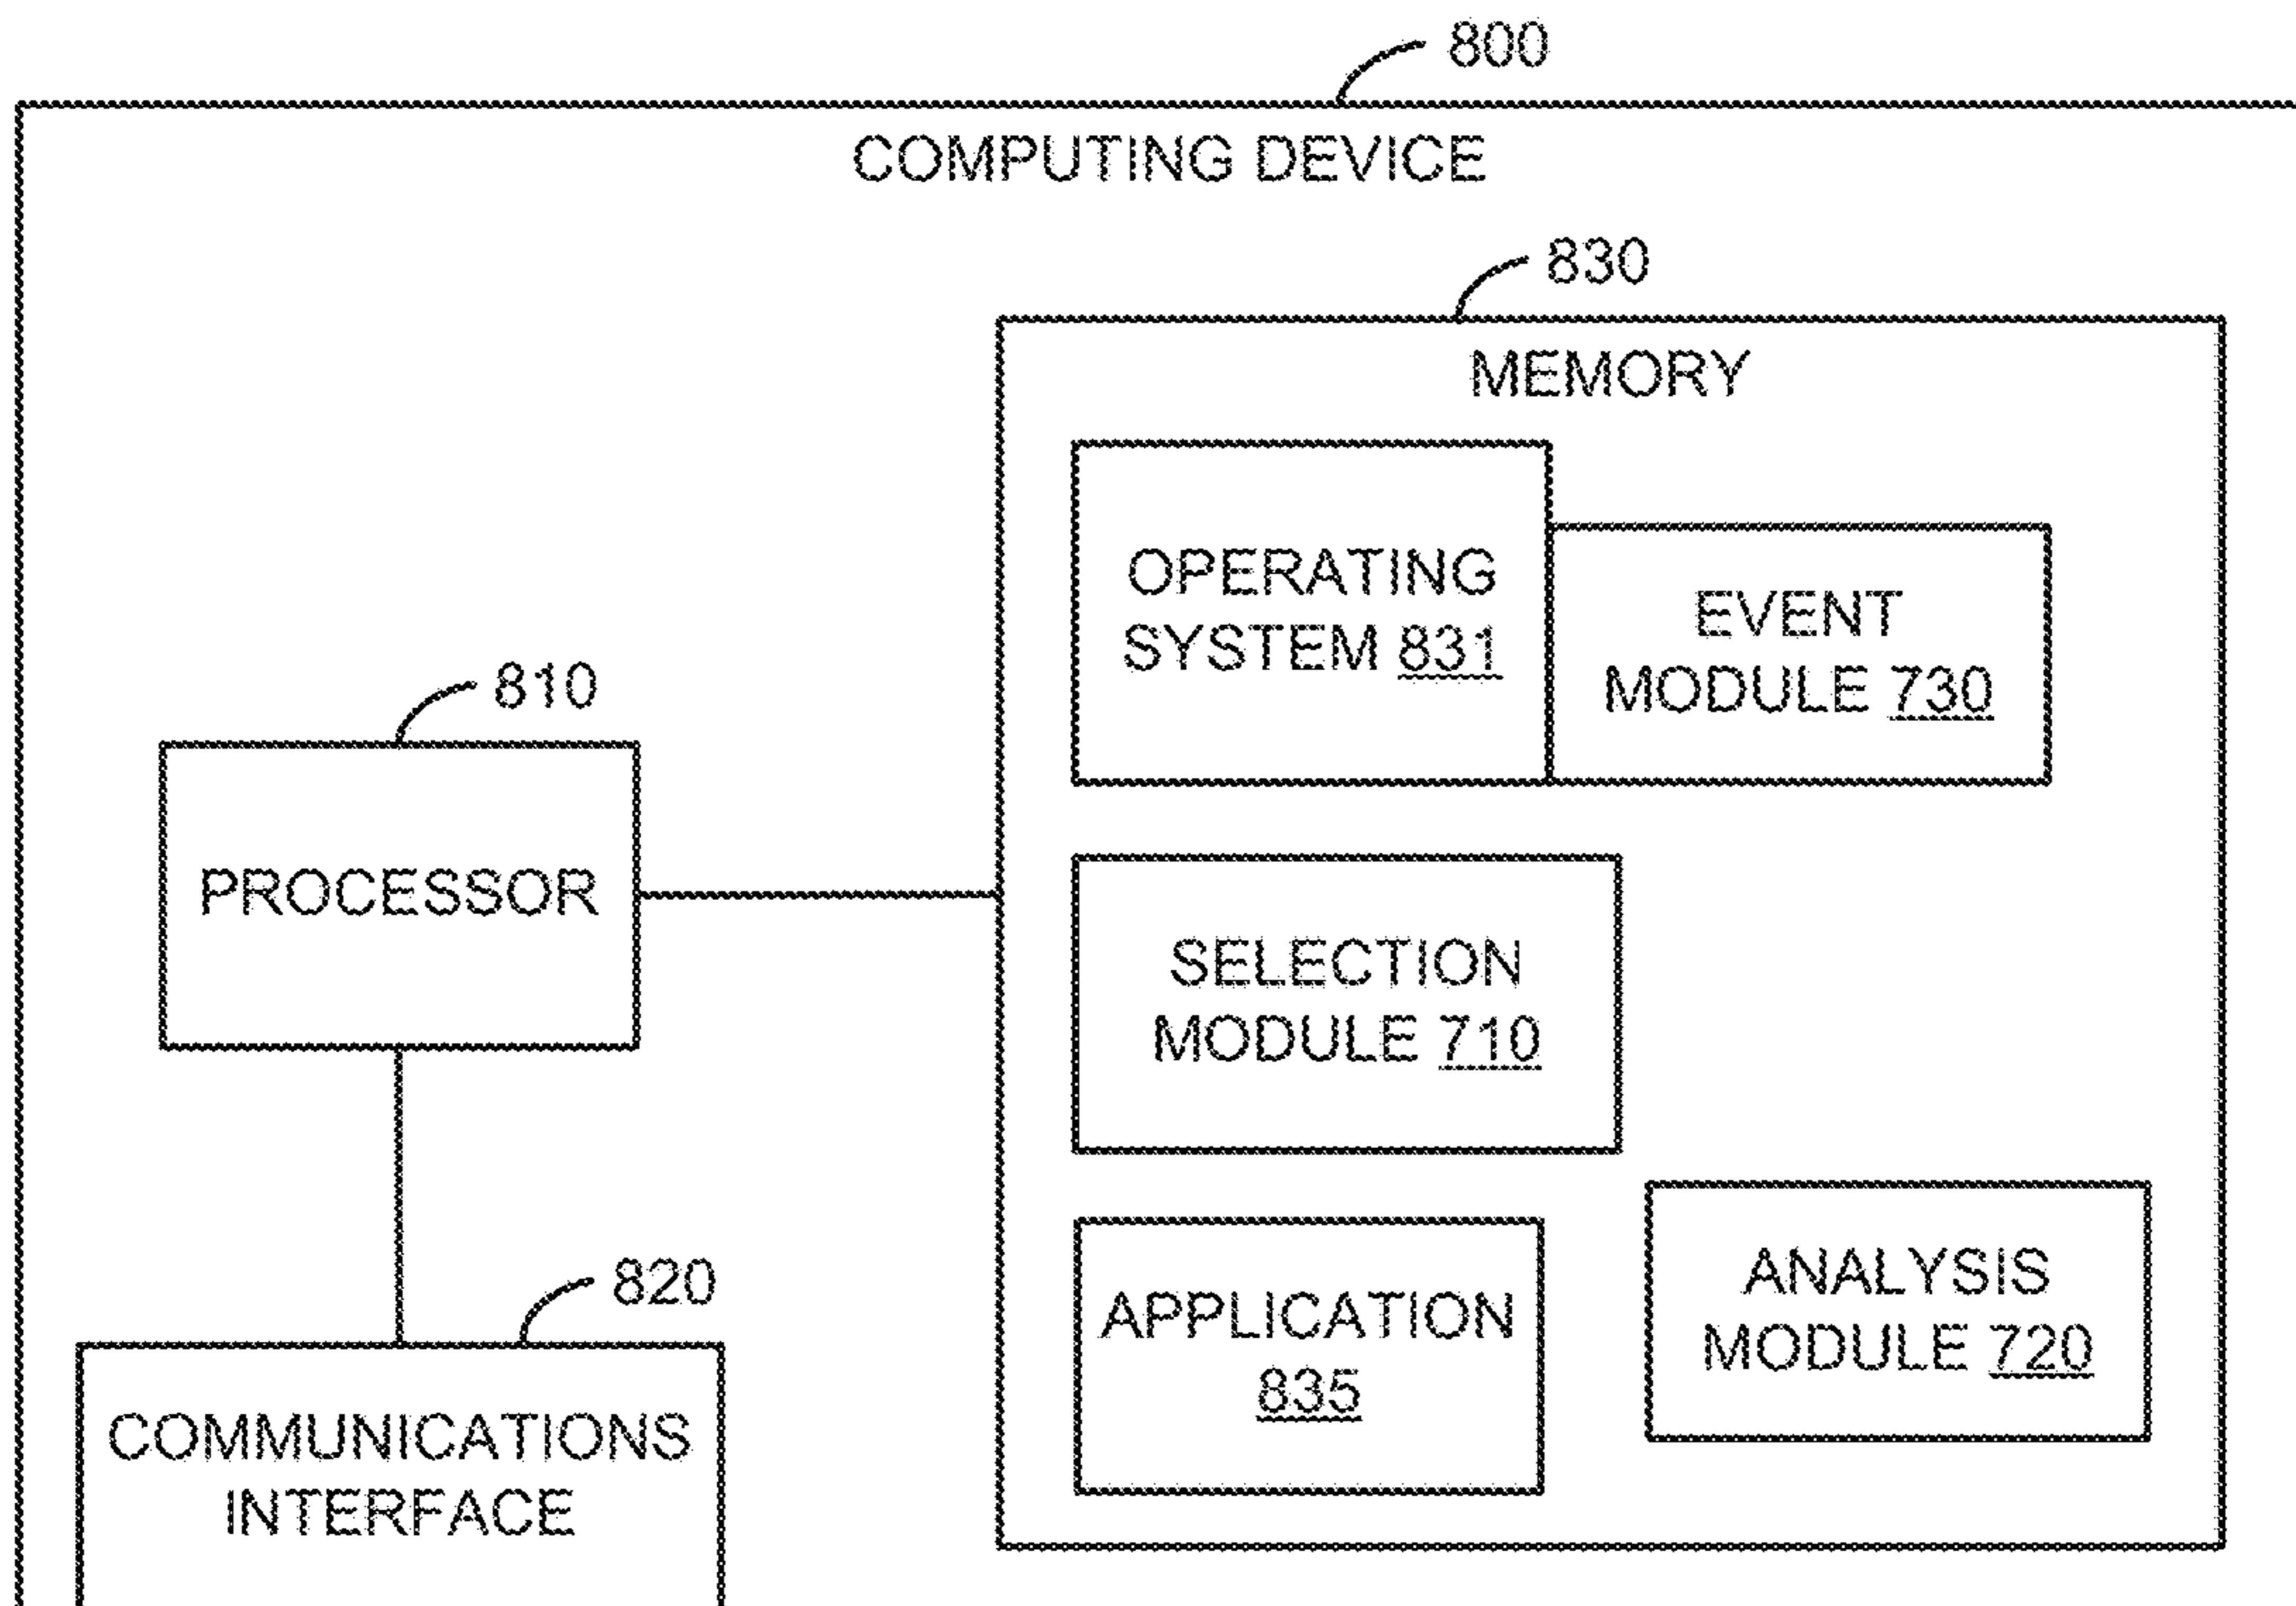 800
COMPUTING DEVICE
830
MEMORY
OPERATING
SYSTEM 831
EVENT
MODULE 730
810
PROCESSOR
SELECTION
MODULE 710
820
COMMUNICATIONS
INTERFACE
APPLICATION
835
ANALYSIS
MODULE 720